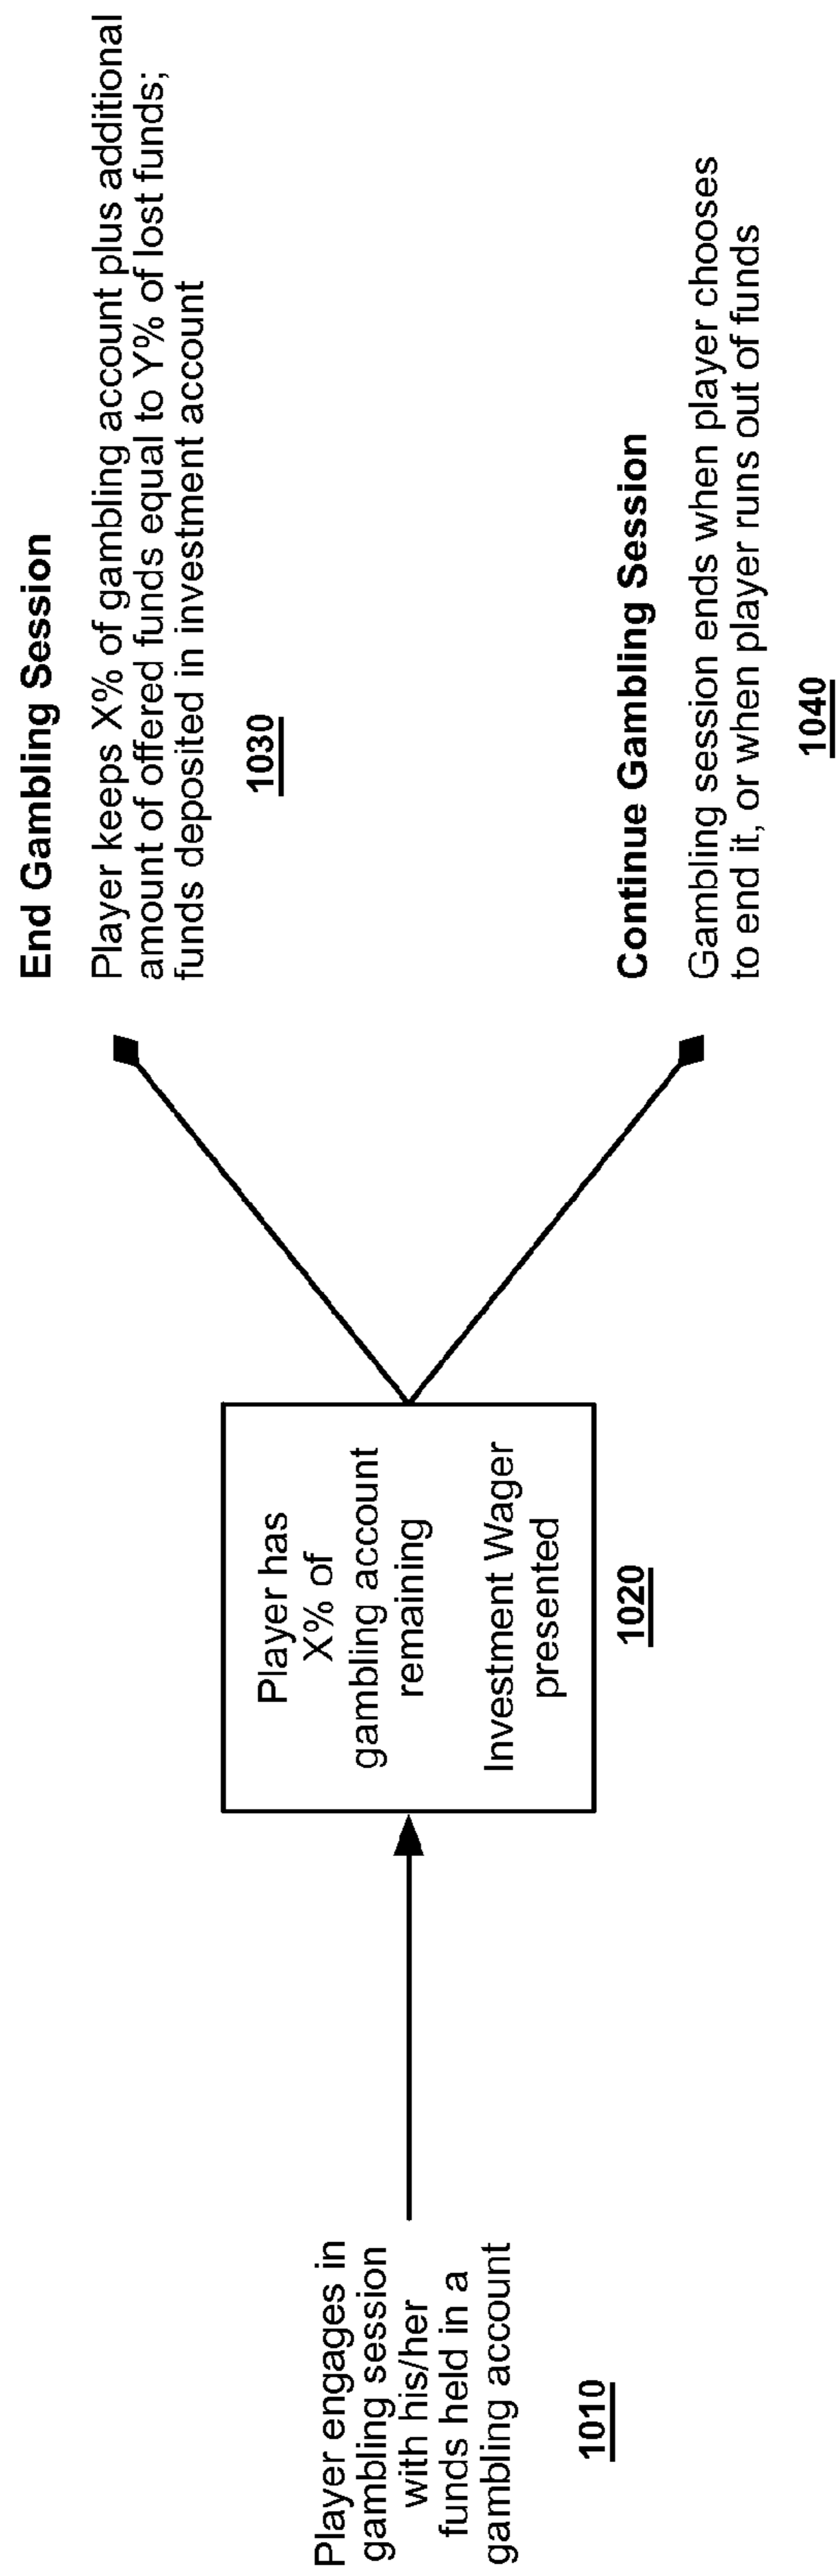 Player engages in
gambling session
with his/her
funds held in a
gambling account
1010
Player has
X% of
gambling account
remaining
Investment Wager
presented
1020
End Gambling Session
Player keeps X% of gambling account plus additional
amount of offered funds equal to Y% of lost funds;
funds deposited in investment account
1030
Continue Gambling Session
Gambling session ends when player chooses
to end it, or when player runs out of funds
1040